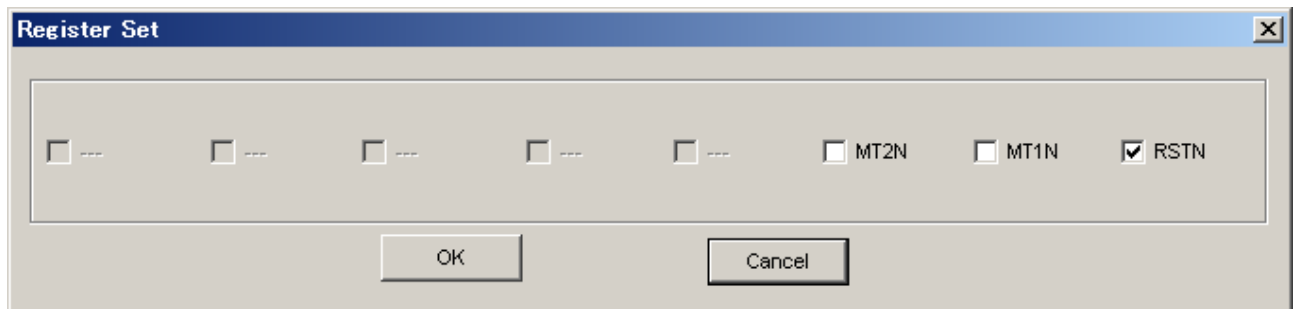 Register Set
--- --- --- --- --- MT2N MT1N RSTN
OK Cancel